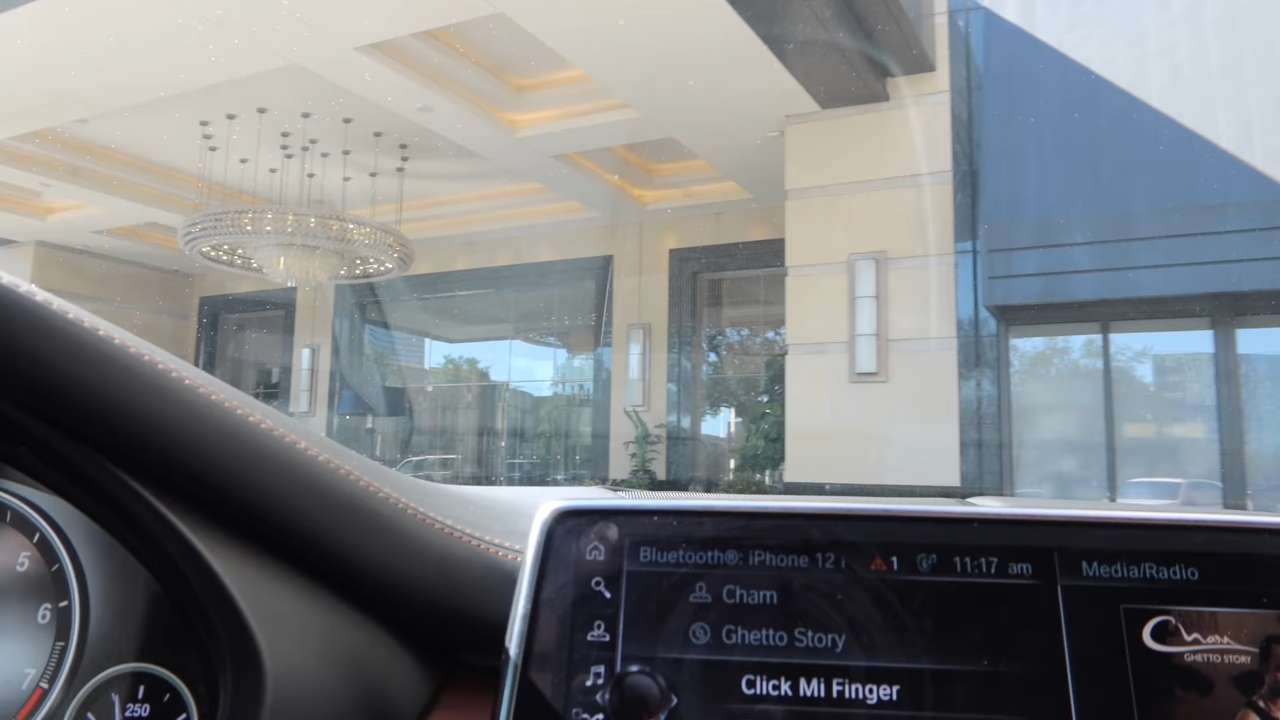 Bluetooth®: iPhone 12
1
11:17 am
Media/Radio
Cham
Ghetto Story
Click Mi Finger
Cham
GHETTO STORY
5
6
7
250